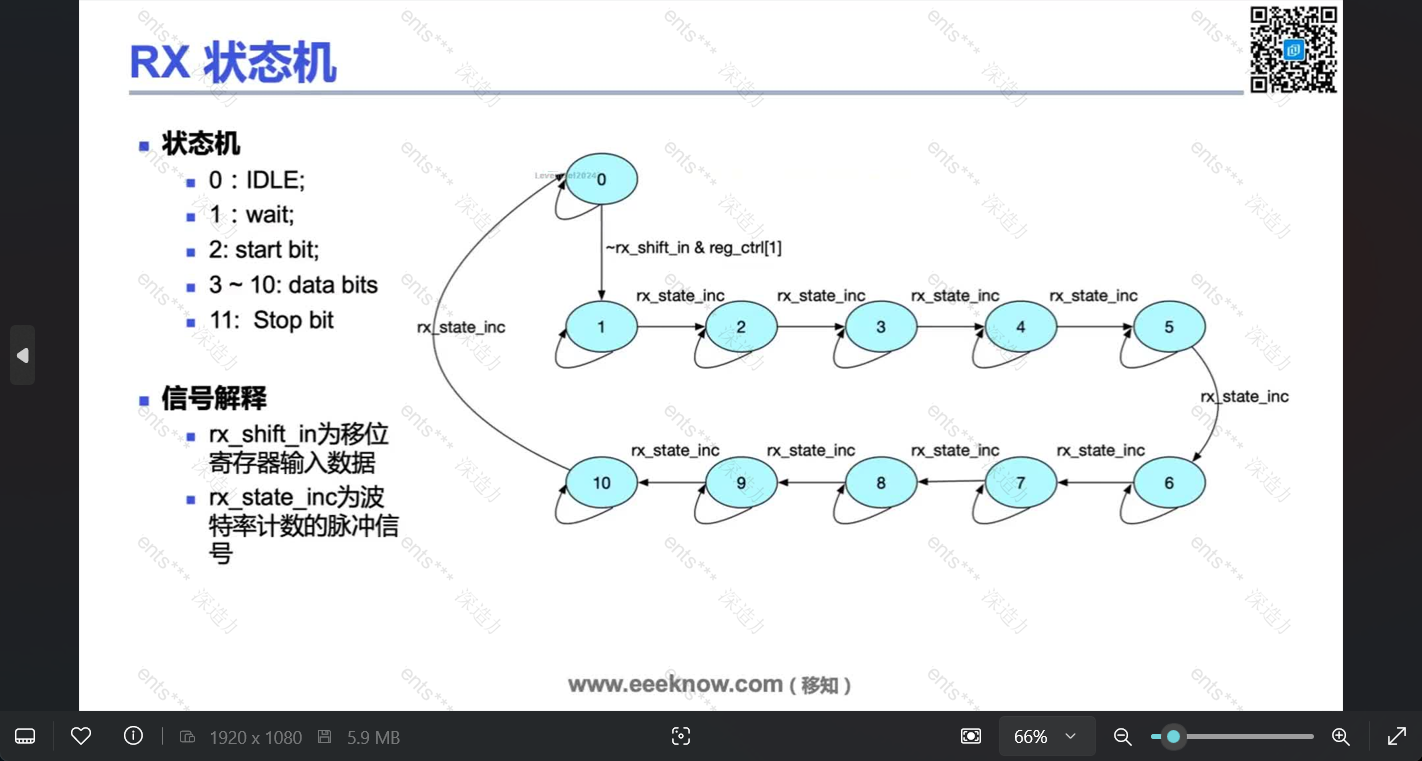 RX 状态机
状态机
0：IDLE;
1：wait;
2: start bit;
3 ~ 10: data bits
11: Stop bit
信号解释
rx_shift_in为移位
寄存器输入数据
rx_state_inc为波
特率计数的脉冲信
号
0
~rx_shift_in & reg_ctrl[1]
rx_state_inc
rx_state_inc
rx_state_inc
rx_state_inc
1
2
3
4
5
rx_state_inc
rx_state_inc
rx_state_inc
rx_state_inc
rx_state_inc
rx_state_inc
10
9
8
7
6
www.eeeknow.com ( 移知 )
1920 x 1080
5.9 MB
66%